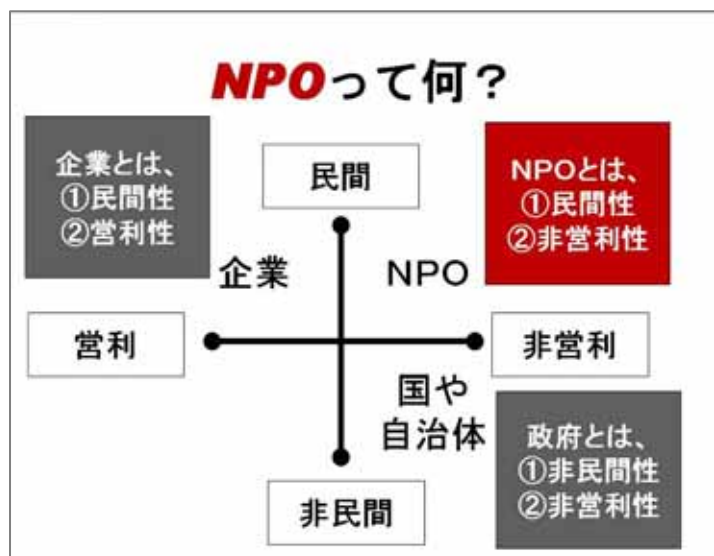 NPOって何？
企業とは、
①民間性
②営利性
民間
NPOとは、
①民間性
②非営利性
企業
NPO
営利
非営利
国や
自治体
政府とは、
①非民間性
②非営利性
非民間